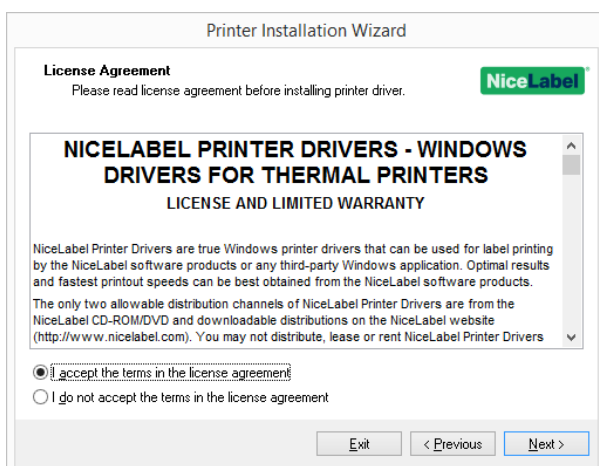 Printer Installation Wizard
License Agreement
Please read license agreement before installing printer driver.
NiceLabel
NICELABEL PRINTER DRIVERS - WINDOWS
DRIVERS FOR THERMAL PRINTERS
LICENSE AND LIMITED WARRANTY
NiceLabel Printer Drivers are true Windows printer drivers that can be used for label printing
by the NiceLabel software products or any third-party Windows application. Optimal results
and fastest printout speeds can be best obtained from the NiceLabel software products.
The only two allowable distribution channels of NiceLabel Printer Drivers are from the
NiceLabel CD-ROM/DVD and downloadable distributions on the NiceLabel website
(http://www.nicelabel.com). You may not distribute, lease or rent NiceLabel Printer Drivers
I accept the terms in the license agreement
I do not accept the terms in the license agreement
Exit < Previous Next >